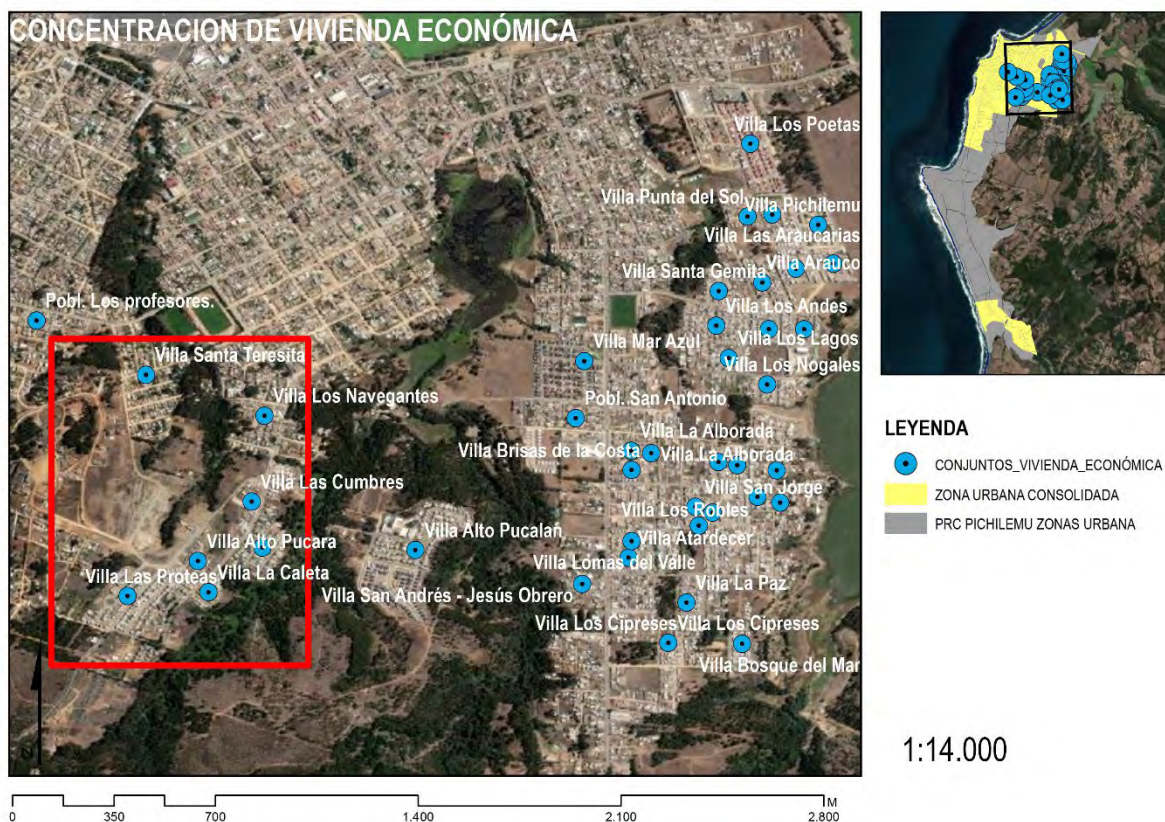 CONCENTRACION DE VIVIENDA ECONÓMICA
Villa Los Poetas
Villa Punta del Sol
Villa Pichilemu
Villa Las Araucarias
Villa Santa Gemita
Villa Arauco
Pobl. Los profesores.
Villa Los Andes
Villa Mar Azul
Villa Los Lagos
Villa Santa Teresita
Villa Los Nogales
Villa Los Navegantes
Pobl. San Antonio
Villa La Alborada
Villa Brisas de la Costa
Villa La Alborada
Villa Las Cumbres
Villa San Jorge
Villa Los Robles
Villa Alto Pucara
Villa Alto Pucalan
Villa Atardecer
Villa Las Proteas
Villa La Caleta
Villa Lomas del Valle
Villa San Andrés - Jesús Obrero
Villa La Paz
Villa Los Cipreses
Villa Los Cipreses
Villa Bosque del Mar
N
0
350
700
1.400
2.100
2.800
M
LEYENDA
CONJUNTOS_VIVIENDA_ECONÓMICA
ZONA URBANA CONSOLIDADA
PRC PICHILEMU ZONAS URBANA
1:14.000